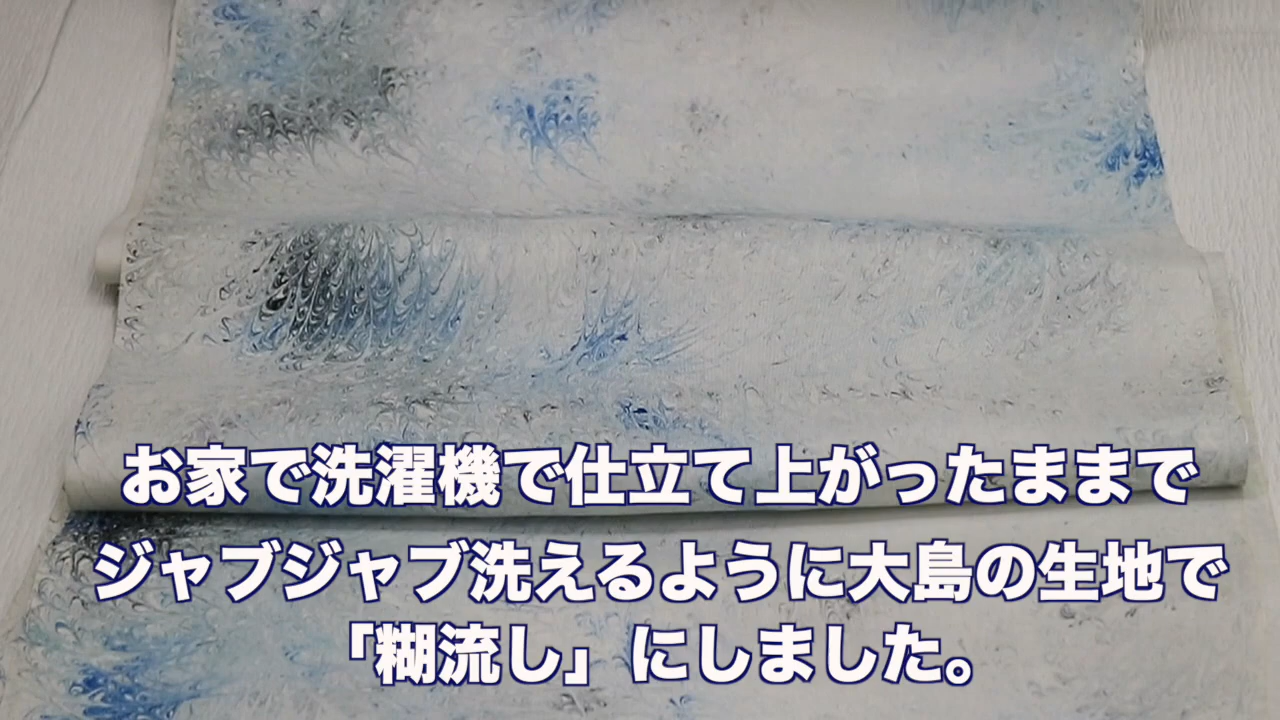 お家で洗濯機で仕立て上がったままで
ジャブジャブ洗えるように大島の生地で
「糊流し」にしました。